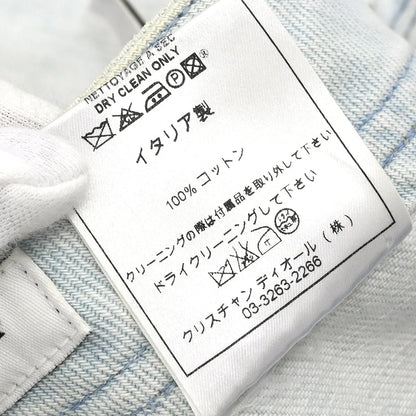 NETTOYAGE A SEC
DRY CLEAN ONLY
イタリア製
100% コットン
クリーニングの際は付属品を取り外して下さい
ドライクリーニングして下さい
クリスチャン ディオール (株)
03-3263-2266